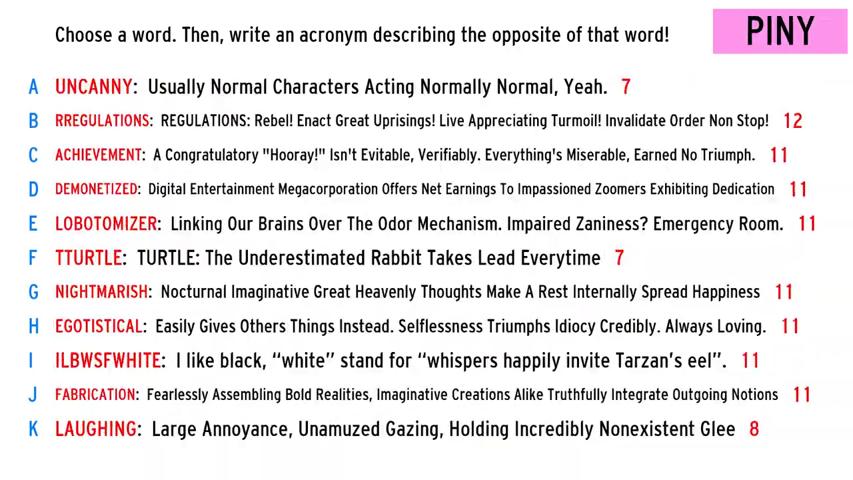 Choose a word. Then, write an acronym describing the opposite of that word!
PINY
A UNCANNY: Usually Normal Characters Acting Normally Normal, Yeah. 7
B RREGULATIONS: REGULATIONS: Rebel! Enact Great Uprisings! Live Appreciating Turmoil! Invalidate Order Non Stop! 12
C ACHIEVEMENT: A Congratulatory "Hooray!" Isn't Evitable, Verifiably. Everything's Miserable, Earned No Triumph. 11
D DEMONETIZED: Digital Entertainment Megacorporation Offers Net Earnings To Impassioned Zoomers Exhibiting Dedication 11
E LOBOTOMIZER: Linking Our Brains Over The Odor Mechanism. Impaired Zaniness? Emergency Room. 11
F TTURTLE: TURTLE: The Underestimated Rabbit Takes Lead Everytime 7
G NIGHTMARISH: Nocturnal Imaginative Great Heavenly Thoughts Make A Rest Internally Spread Happiness 11
H EGOTISTICAL: Easily Gives Others Things Instead. Selflessness Triumphs Idiocy Credibly. Always Loving. 11
I ILBWSFWHITE: I like black, “white” stand for “whispers happily invite Tarzan’s eel”. 11
J FABRICATION: Fearlessly Assembling Bold Realities, Imaginative Creations Alike Truthfully Integrate Outgoing Notions 11
K LAUGHING: Large Annoyance, Unamuzed Gazing, Holding Incredibly Nonexistent Glee 8